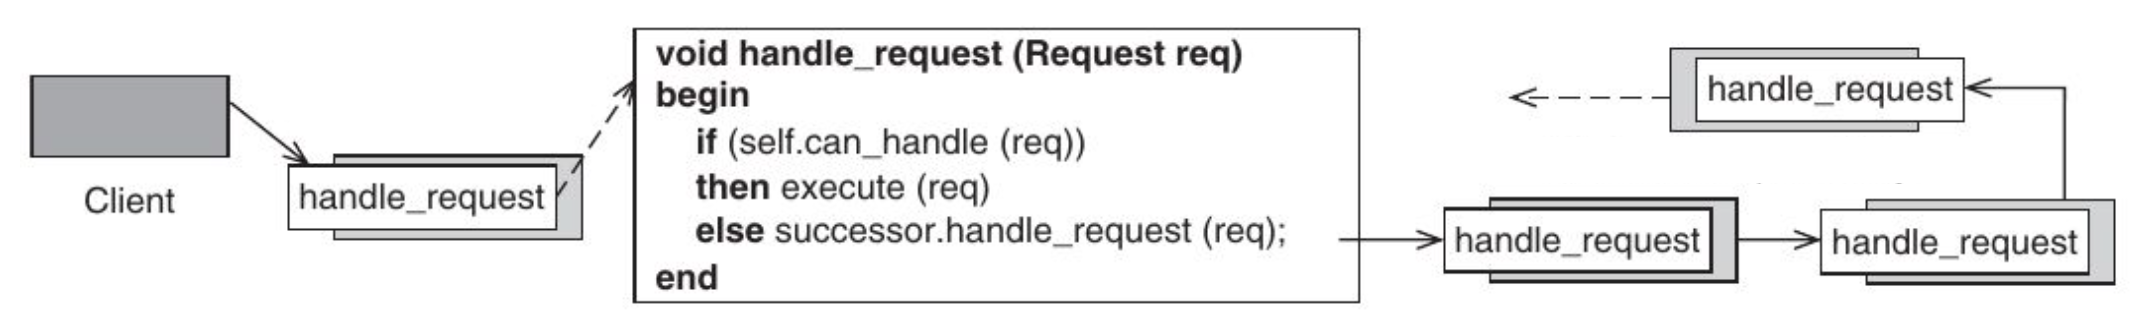 Client
handle_request
void handle_request (Request req)
begin
if (self.can_handle (req))
then execute (req)
else successor.handle_request (req);
end
handle_request
handle_request
handle_request